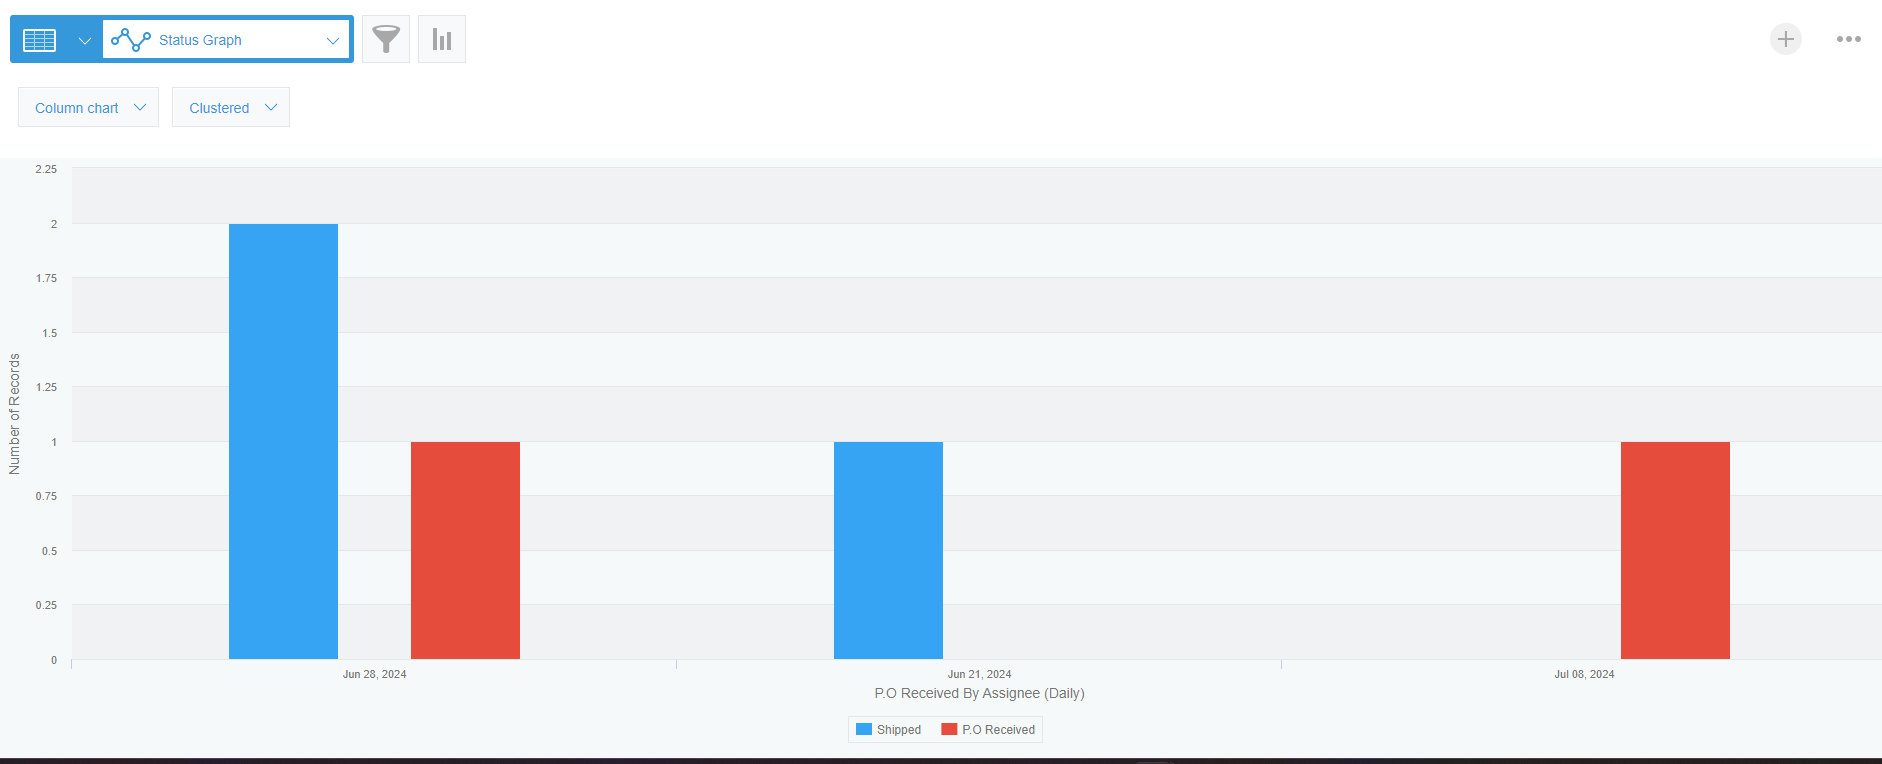 Status Graph
Column chart
Clustered
2.25
2
1.75
1.5
1.25
1
0.75
0.5
0.25
0
Number of Records
Jun 28, 2024
Jun 21, 2024
Jul 08, 2024
P.O Received By Assignee (Daily)
Shipped
P.O Received